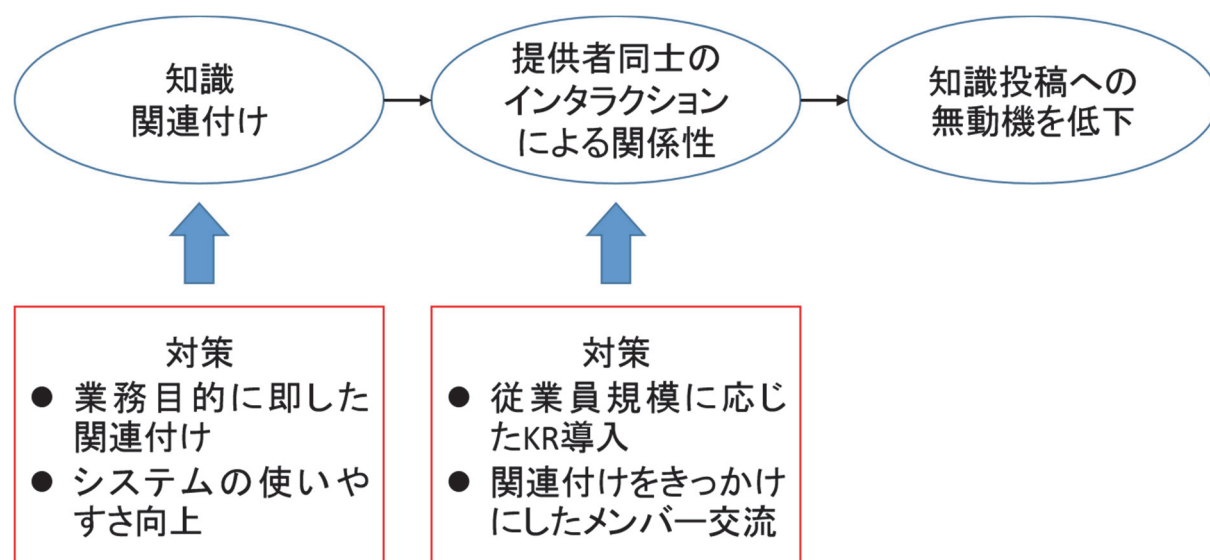 知識
関連付け
提供者同士の
インタラクション
による関係性
知識投稿への
無動機を低下
対策
● 業務目的に即した
関連付け
● システムの使いや
すさ向上
対策
● 従業員規模に応じ
たKR導入
● 関連付けをきっかけ
にしたメンバー交流